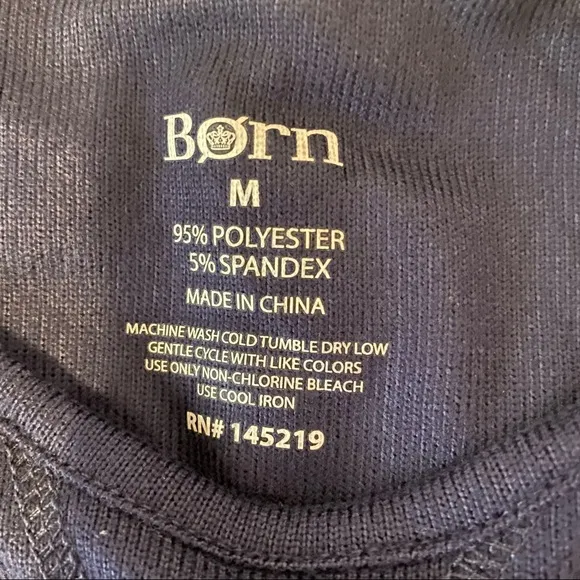 Børn
M
95% POLYESTER
5% SPANDEX
MADE IN CHINA
MACHINE WASH COLD TUMBLE DRY LOW
GENTLE CYCLE WITH LIKE COLORS
USE ONLY NON-CHLORINE BLEACH
USE COOL IRON
RN# 145219